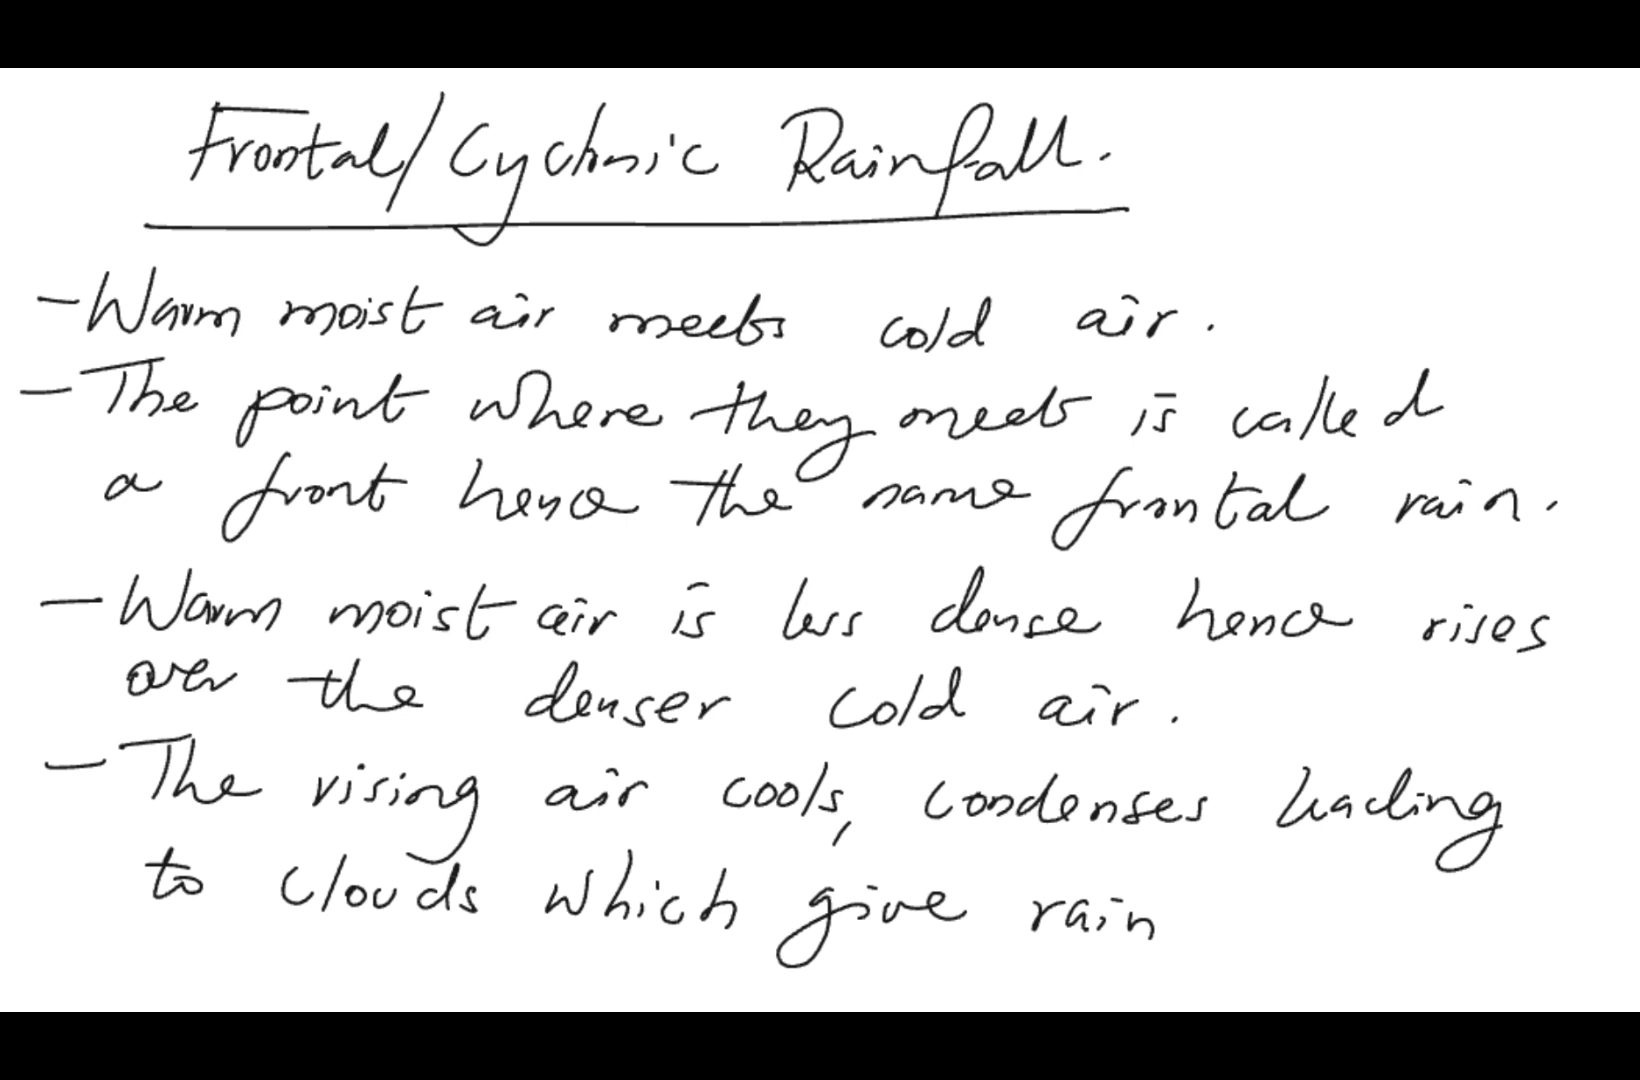 Frontal/Cyclonic Rainfall.
- Warm moist air meets cold air.
- The point where they meet is called
a front hence the name frontal rain.
- Warm moist air is less dense hence rises
over the denser cold air.
- The rising air cools, condenses leading
to clouds which give rain